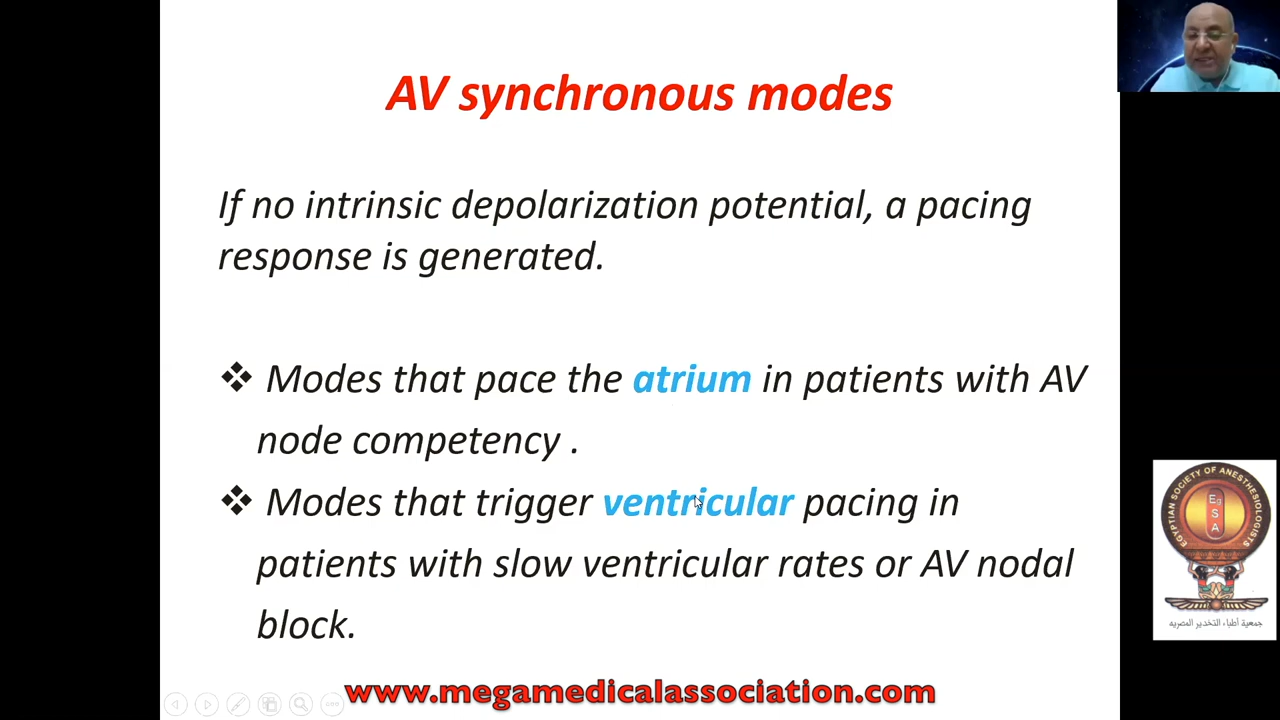 AV synchronous modes
If no intrinsic depolarization potential, a pacing
response is generated.
❖ Modes that pace the atrium in patients with AV
node competency .
❖ Modes that trigger ventricular pacing in
patients with slow ventricular rates or AV nodal
block.
www.megamedicalassociation.com
EGYPTIAN SOCIETY OF ANESTHESIOLOGISTS
Eg
S
A
جمعية أطباء التخدير المصريه